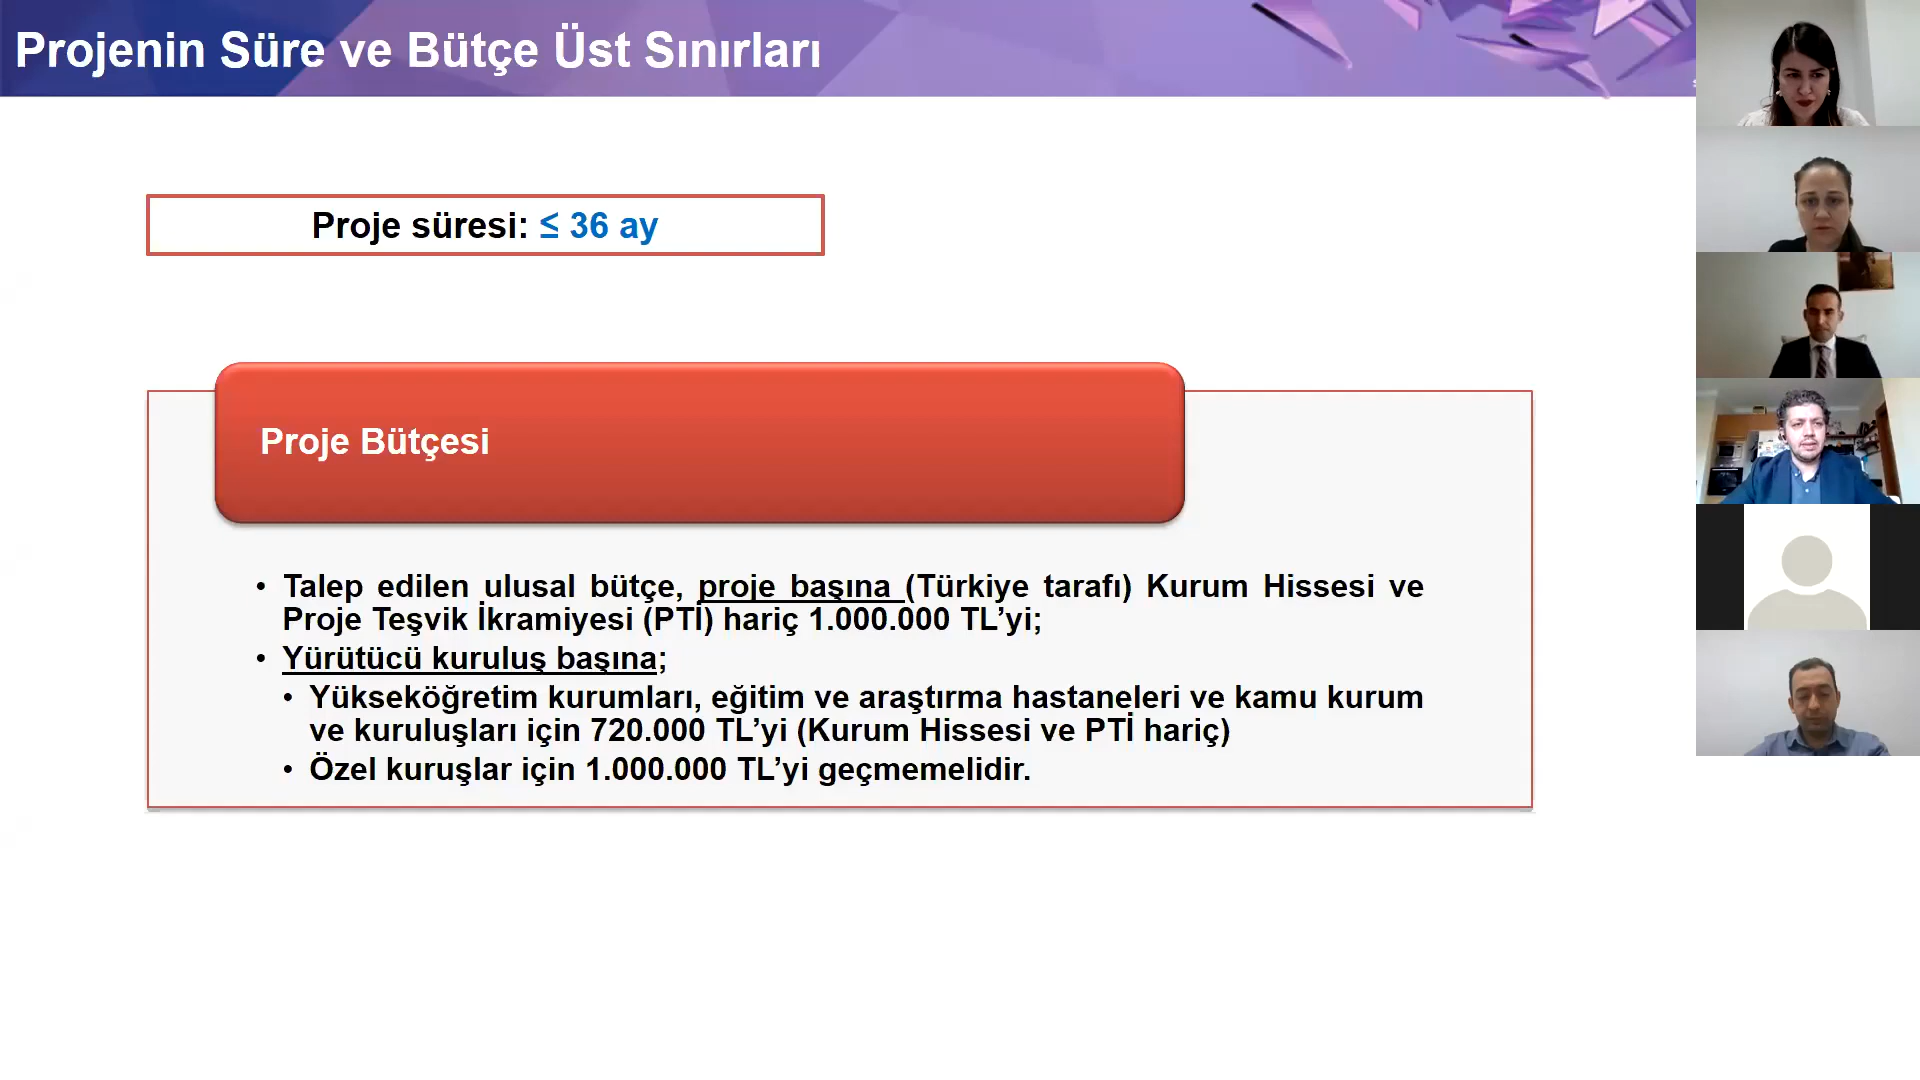 Projenin Süre ve Bütçe Üst Sınırları
Proje süresi: ≤ 36 ay
Proje Bütçesi
• Talep edilen ulusal bütçe, proje başına (Türkiye tarafı) Kurum Hissesi ve
Proje Teşvik İkramiyesi (PTİ) hariç 1.000.000 TL’yi;
• Yürütücü kuruluş başına;
• Yükseköğretim kurumları, eğitim ve araştırma hastaneleri ve kamu kurum
ve kuruluşları için 720.000 TL’yi (Kurum Hissesi ve PTİ hariç)
• Özel kuruşlar için 1.000.000 TL’yi geçmemelidir.